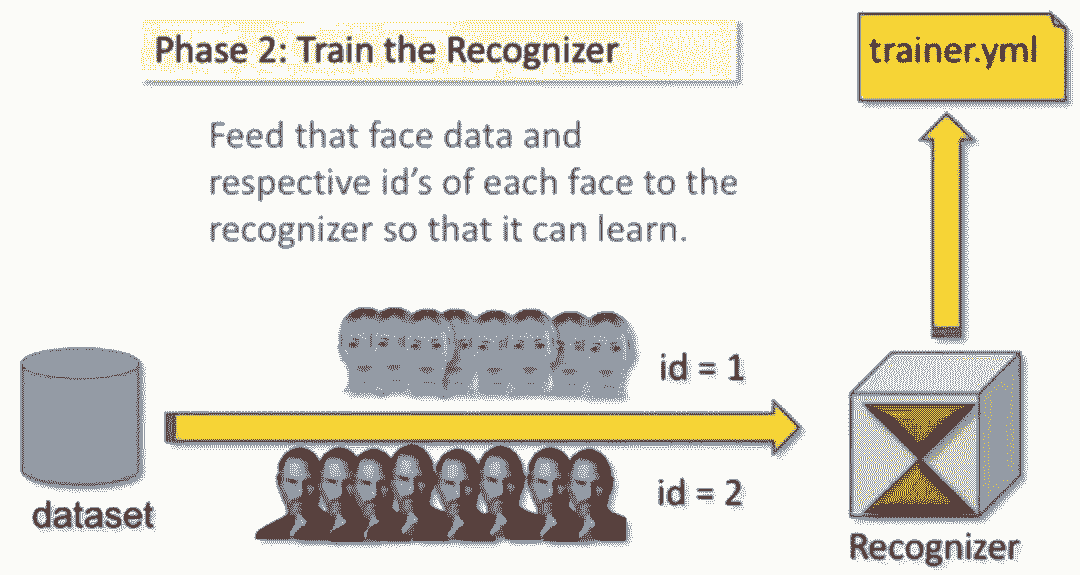 Phase 2: Train the Recognizer
trainer.yml
Feed that face data and
respective id's of each face to the
recognizer so that it can learn.
id = 1
id = 2
dataset
Recognizer